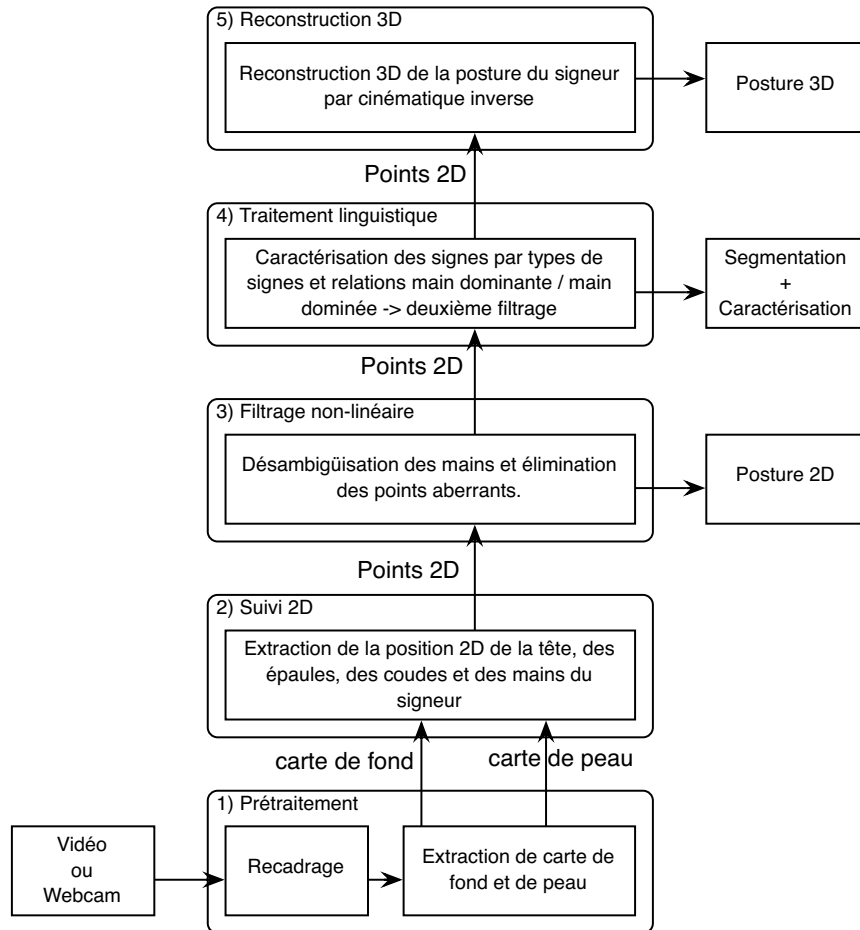 5) Reconstruction 3D
Reconstruction 3D de la posture du signeur
par cinématique inverse
Posture 3D
Points 2D
4) Traitement linguistique
Caractérisation des signes par types de
signes et relations main dominante / main
dominée -> deuxième filtrage
Segmentation
+
Caractérisation
Points 2D
3) Filtrage non-linéaire
Désambigüisation des mains et élimination
des points aberrants.
Posture 2D
Points 2D
2) Suivi 2D
Extraction de la position 2D de la tête, des
épaules, des coudes et des mains du
signeur
carte de fond
carte de peau
1) Prétraitement
Vidéo
ou
Webcam
Recadrage
Extraction de carte de
fond et de peau